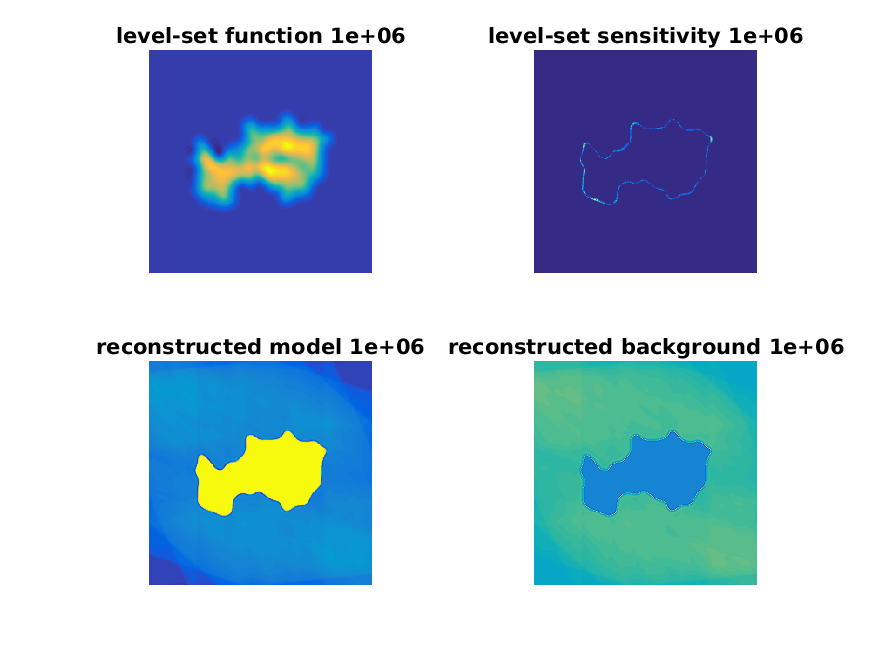 level-set function 1e+06
level-set sensitivity 1e+06
reconstructed model 1e+06
reconstructed background 1e+06